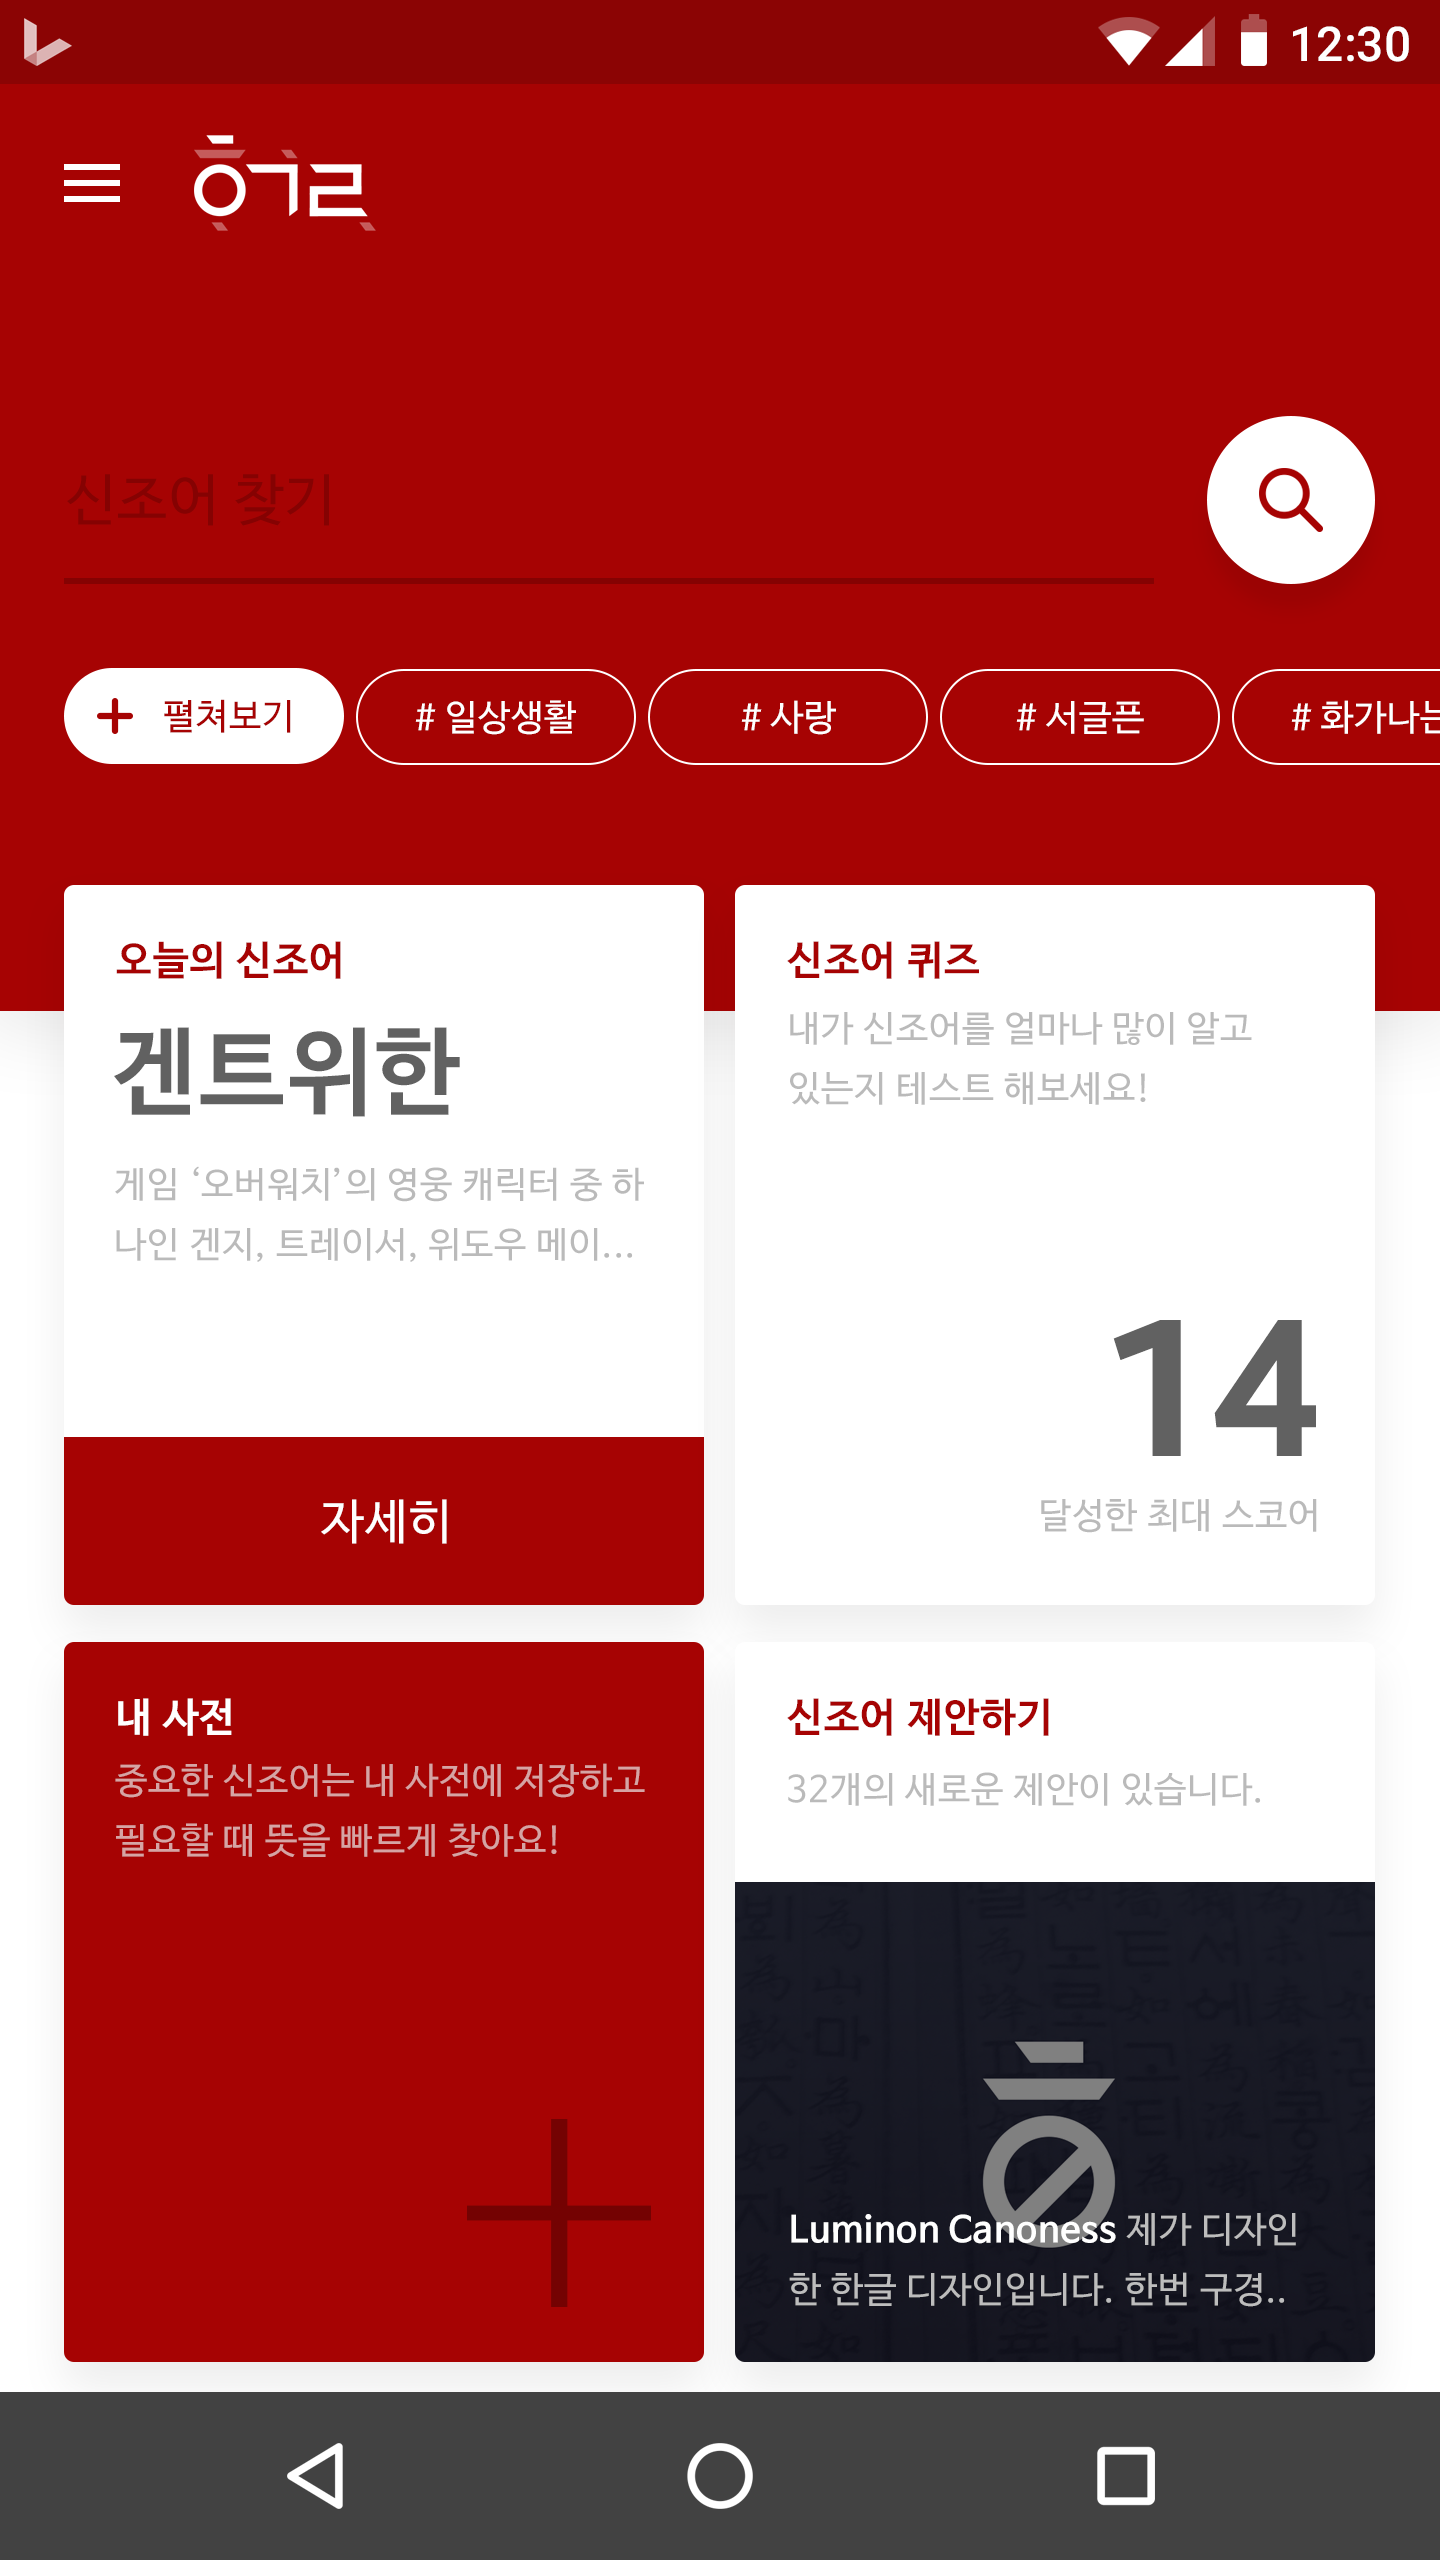 12:30
신조어 찾기
펼쳐보기
# 일상생활
# 사랑
# 서글픈
# 화가나는
오늘의 신조어
겐트위한
게임 ‘오버워치’의 영웅 캐릭터 중 하
나인 겐지, 트레이서, 위도우 메이...
자세히
신조어 퀴즈
내가 신조어를 얼마나 많이 알고
있는지 테스트 해보세요!
14
달성한 최대 스코어
내 사전
중요한 신조어는 내 사전에 저장하고
필요할 때 뜻을 빠르게 찾아요!
신조어 제안하기
32개의 새로운 제안이 있습니다.
Luminon Canoness 제가 디자인
한 한글 디자인입니다. 한번 구경..